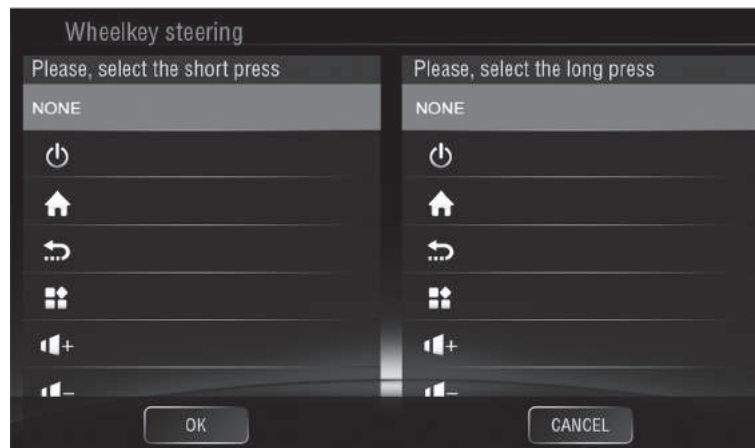 Wheelkey steering
Please, select the short press
Please, select the long press
NONE
NONE
+
+
-
-
OK
CANCEL